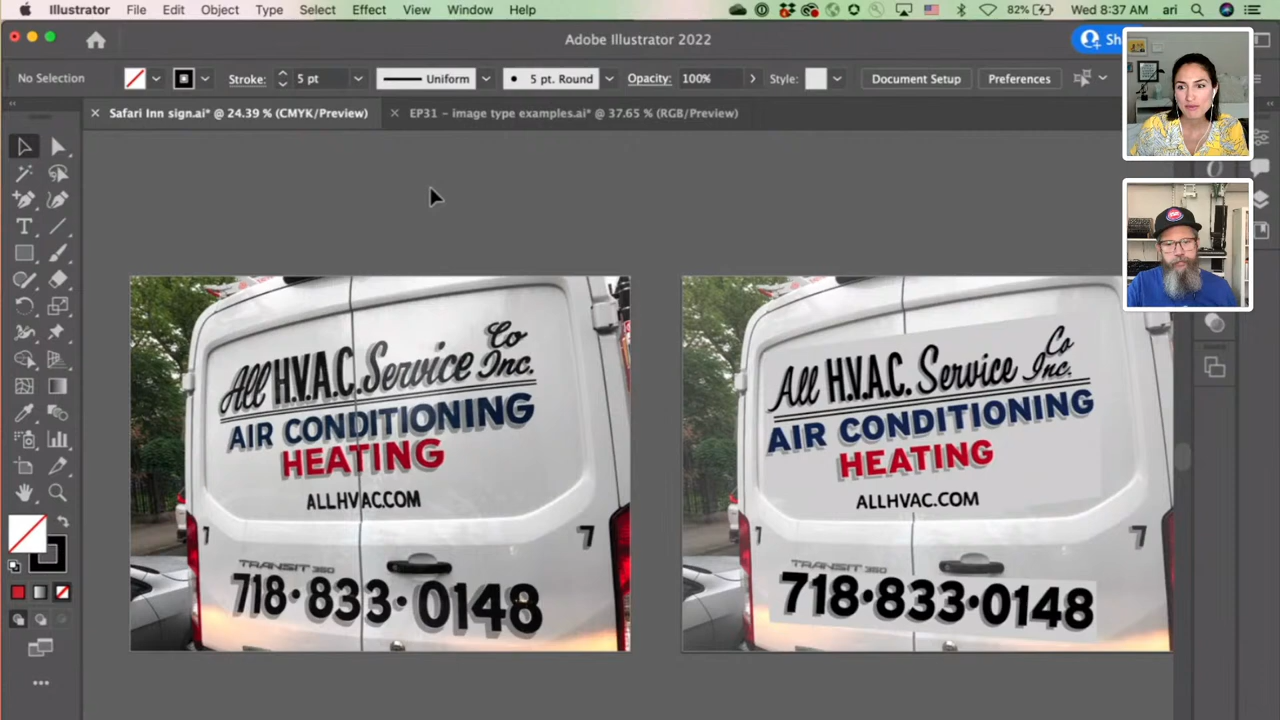 Illustrator File Edit Object Type Select Effect View Window Help 82% Wed 8:37 AM ari
Adobe Illustrator 2022
No Selection Stroke: 5 pt Uniform 5 pt. Round Opacity: 100% Style: Document Setup Preferences
Safari Inn sign.ai* @ 24.39 % (CMYK/Preview) EP31 - image type examples.ai* @ 37.65 % (RGB/Preview)
All H.V.A.C. Service Co Inc.
AIR CONDITIONING
HEATING
ALLHVAC.COM
7 7
TRANSIT 350
718•833•0148
All H.V.A.C. Service Co Inc.
AIR CONDITIONING
HEATING
ALLHVAC.COM
7
TRANSIT 350
718•833•0148